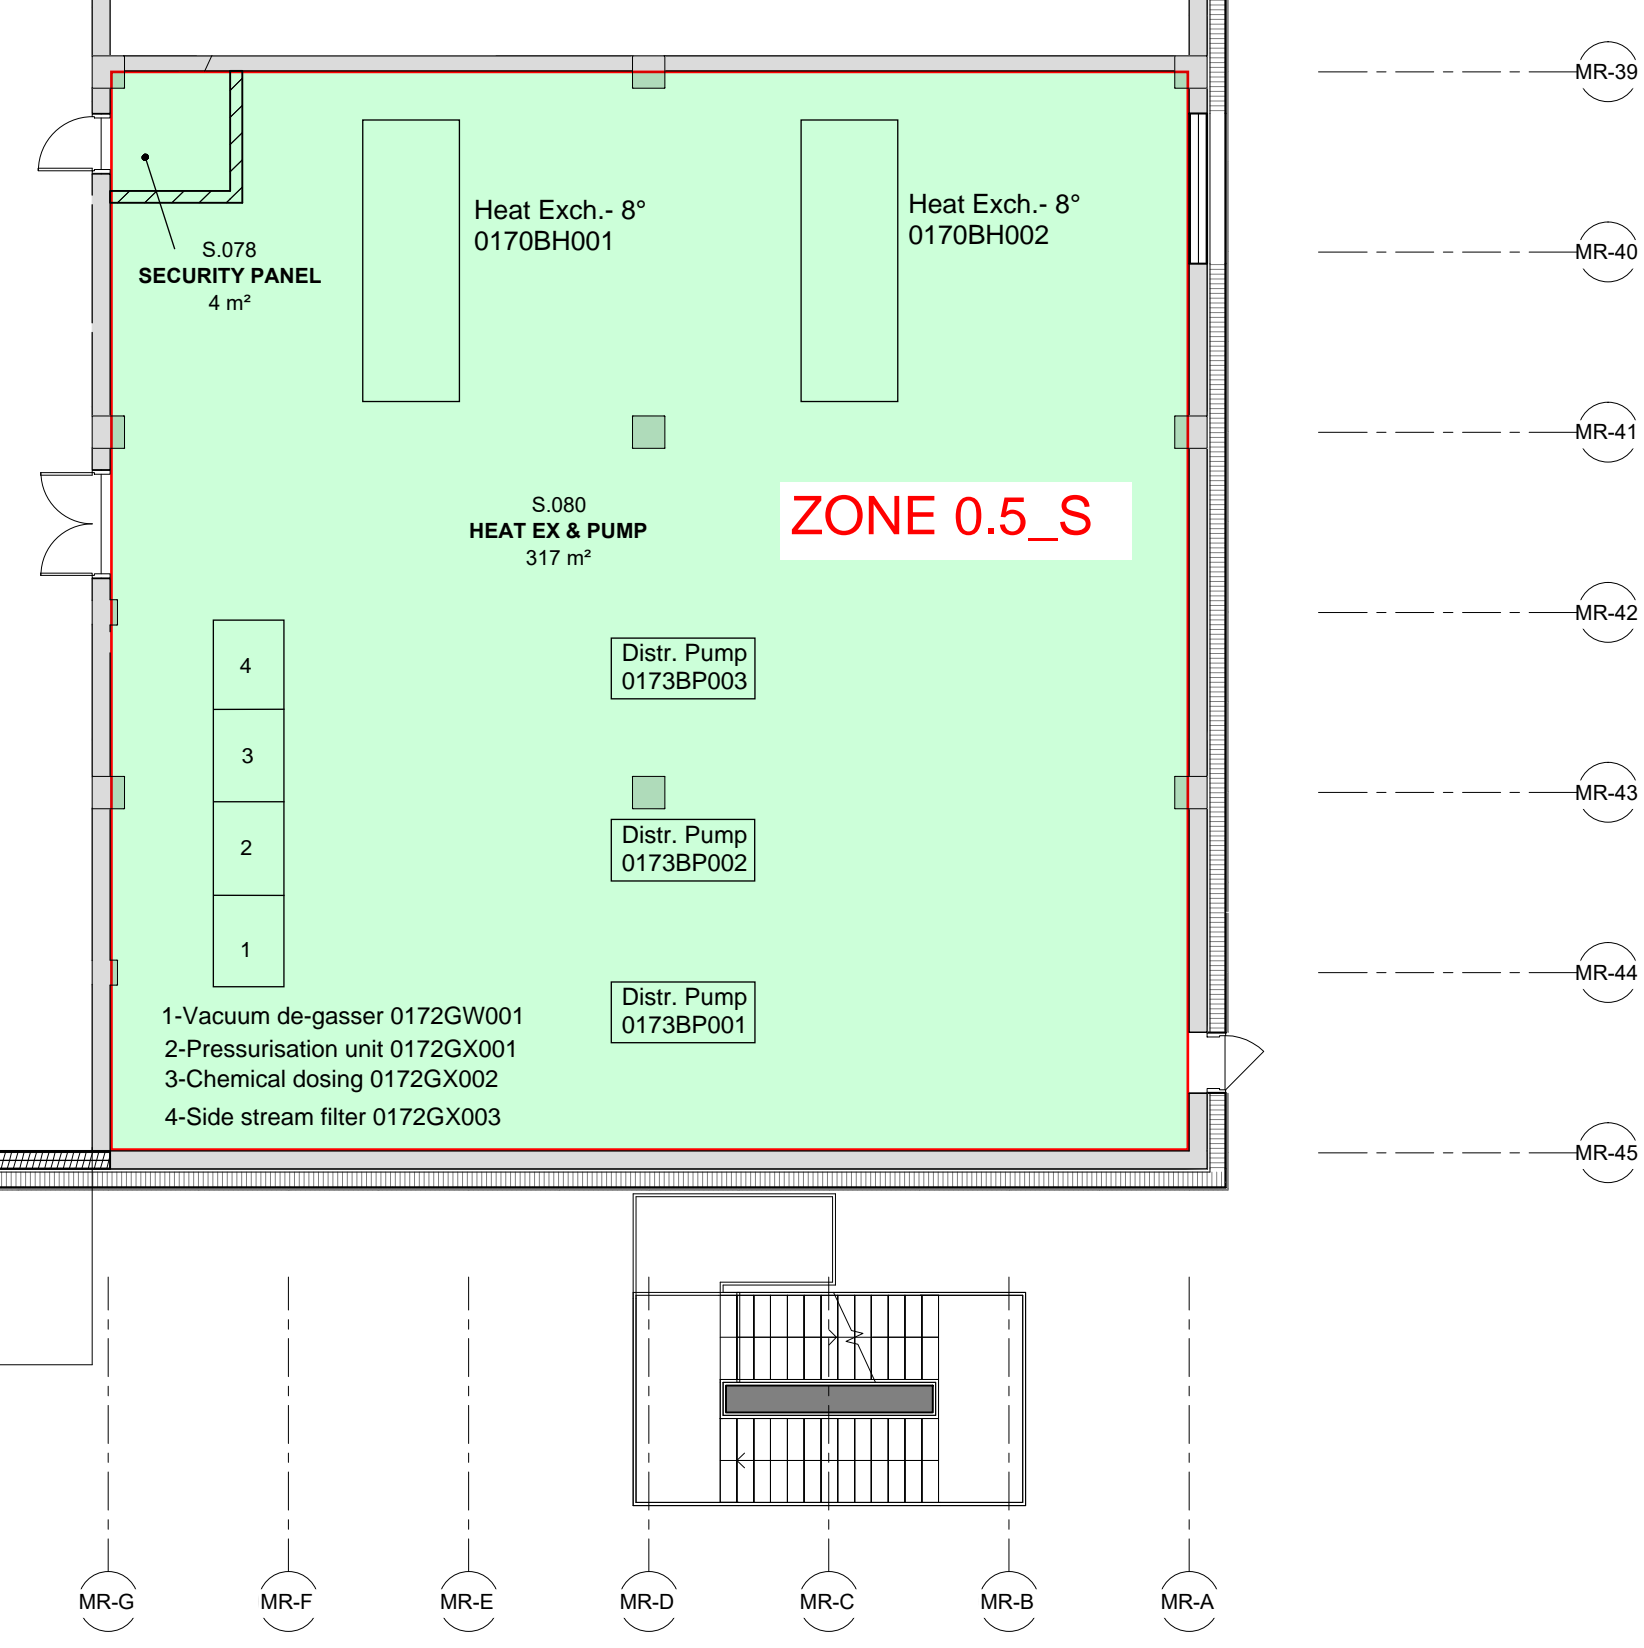 MR-39
Heat Exch.- 8°
0170BH001
Heat Exch.- 8°
0170BH002
S.078
SECURITY PANEL
4 m²
MR-40
MR-41
S.080
HEAT EX & PUMP
317 m²
ZONE 0.5_S
MR-42
4
3
2
1
Distr. Pump
0173BP003
MR-43
Distr. Pump
0173BP002
MR-44
Distr. Pump
0173BP001
1-Vacuum de-gasser 0172GW001
2-Pressurisation unit 0172GX001
3-Chemical dosing 0172GX002
4-Side stream filter 0172GX003
MR-45
MR-G
MR-F
MR-E
MR-D
MR-C
MR-B
MR-A